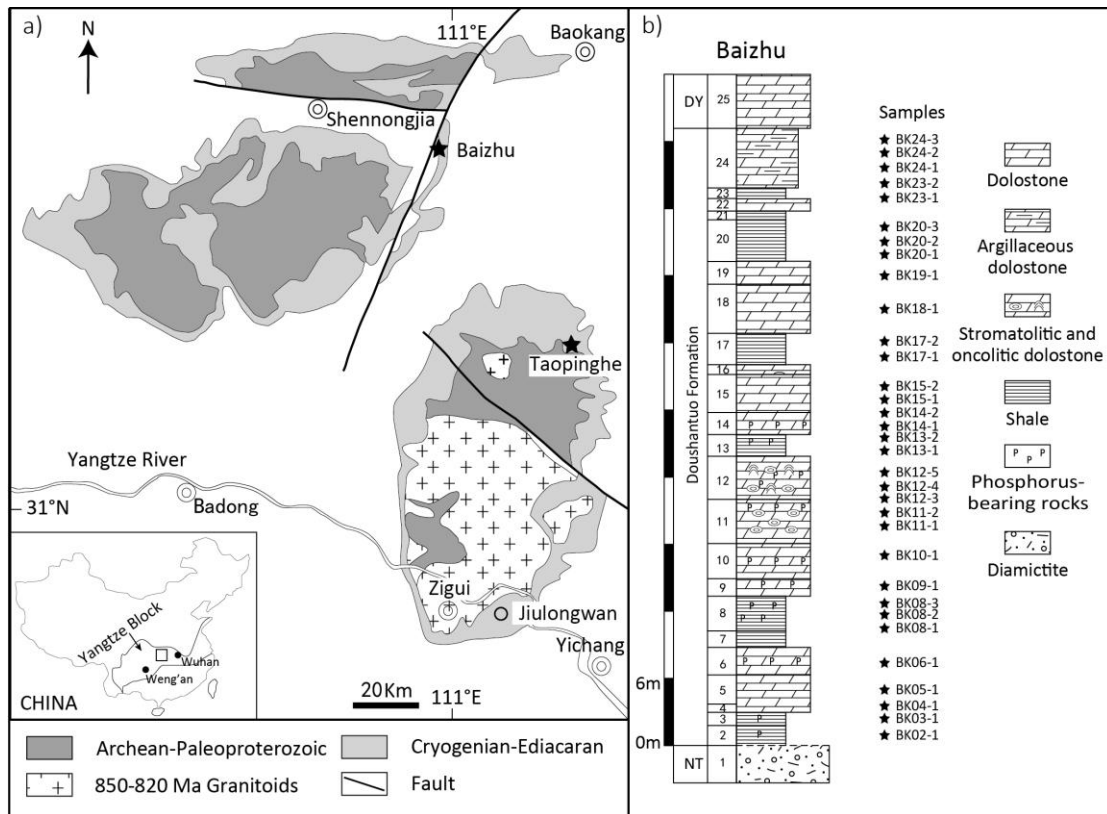 a)
N
111°E
Baokang
Shennongjia
Baizhu
Taopinghe
Yangtze River
31°N
Badong
Zigui
Jiulongwan
Yichang
Yangtze Block
Wuhan
Weng'an
CHINA
20Km
111°E
Archean-Paleoproterozoic
Cryogenian-Ediacaran
850-820 Ma Granitoids
Fault
b)
Baizhu
DY
Doushantuo Formation
NT
6m
0m
25
24
23
22
21
20
19
18
17
16
15
14
13
12
11
10
9
8
7
6
5
4
3
2
1
P P P
P P
P
P
P
P P P
P P P
P P
P
P P
P P P
P
P
Samples
BK24-3
BK24-2
BK24-1
BK23-2
BK23-1
BK20-3
BK20-2
BK20-1
BK19-1
BK18-1
BK17-2
BK17-1
BK15-2
BK15-1
BK14-2
BK14-1
BK13-2
BK13-1
BK12-5
BK12-4
BK12-3
BK11-2
BK11-1
BK10-1
BK09-1
BK08-3
BK08-2
BK08-1
BK06-1
BK05-1
BK04-1
BK03-1
BK02-1
Dolostone
Argillaceous
dolostone
Stromatolitic and
oncolitic dolostone
Shale
P P
P
Phosphorus-
bearing rocks
Diamictite